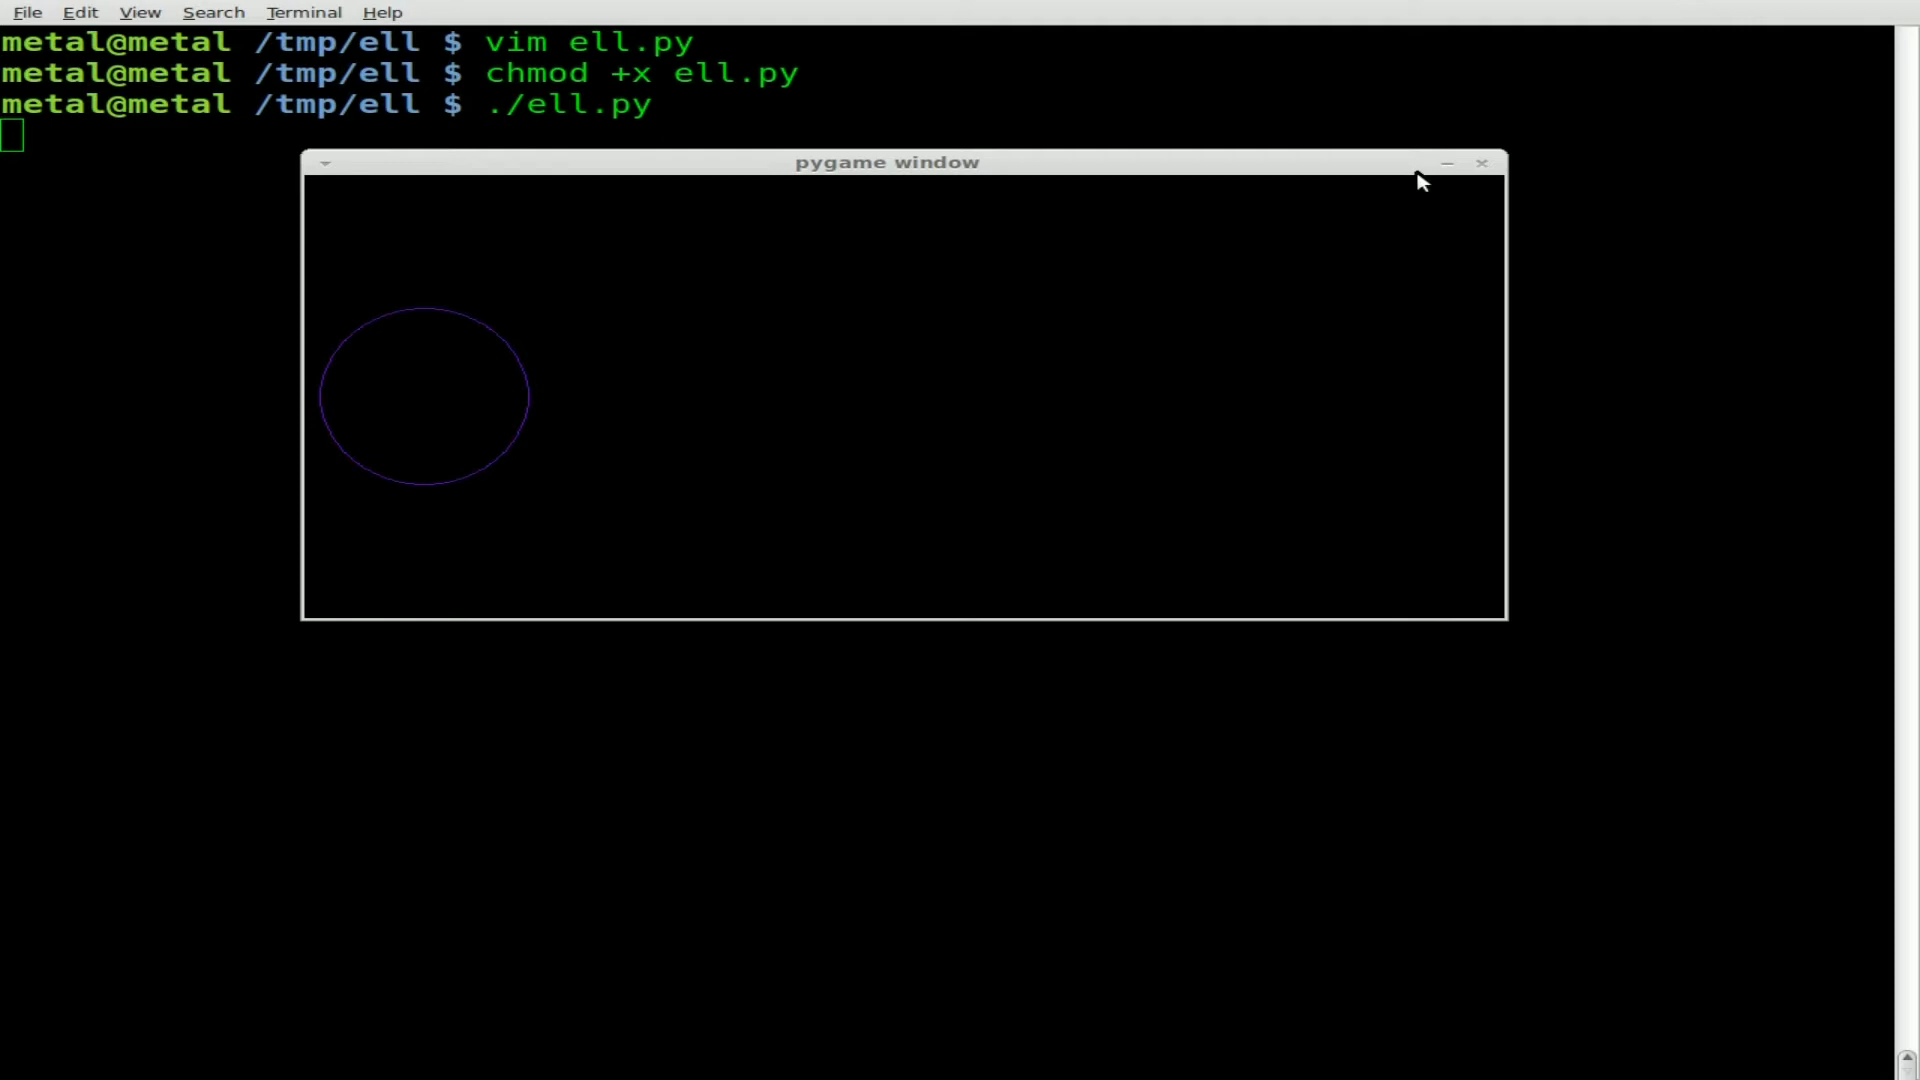 File Edit View Search Terminal Help
metal@metal /tmp/ell $ vim ell.py
metal@metal /tmp/ell $ chmod +x ell.py
metal@metal /tmp/ell $ ./ell.py
pygame window